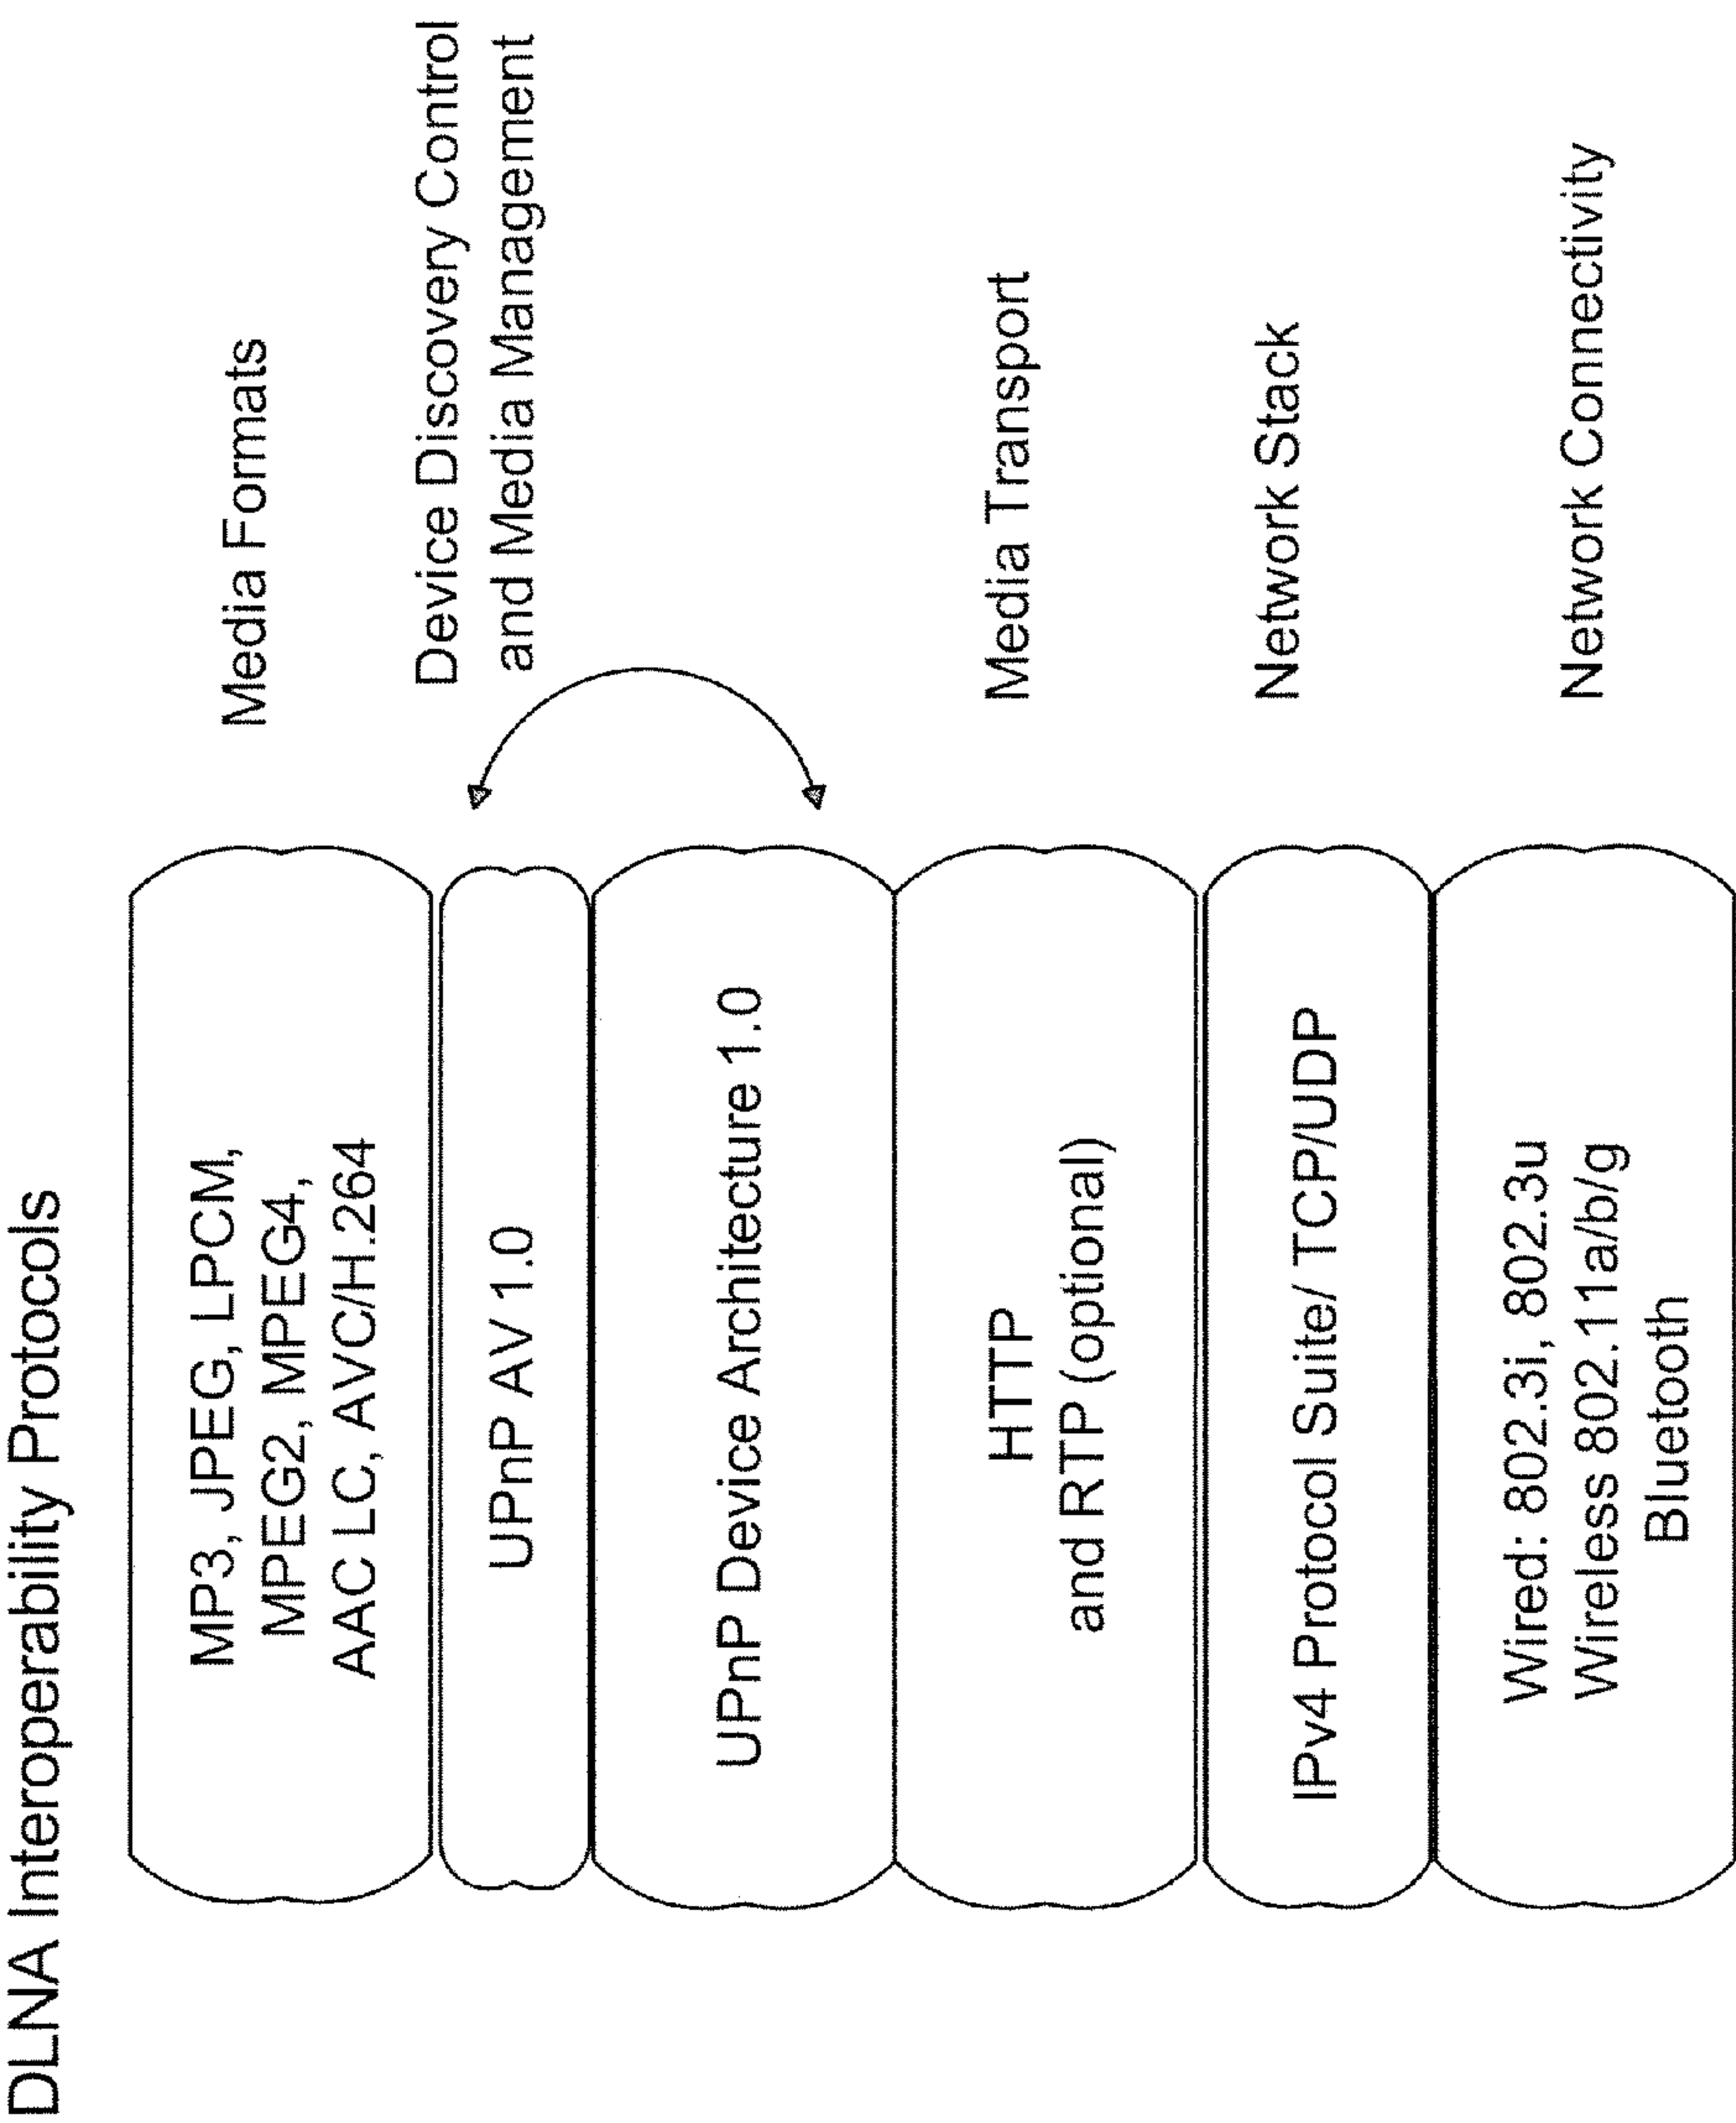 DLNA Interoperability Protocols
MP3, JPEG, LPCM,
MPEG2, MPEG4,
AAC LC, AVC/H.264
Media Formats
UPnP AV 1.0
Device Discovery Control
and Media Management
UPnP Device Architecture 1.0
HTTP
and RTP (optional)
Media Transport
IPv4 Protocol Suite/ TCP/UDP
Network Stack
Wired: 802.3i, 802.3u
Wireless 802.11a/b/g
Bluetooth
Network Connectivity